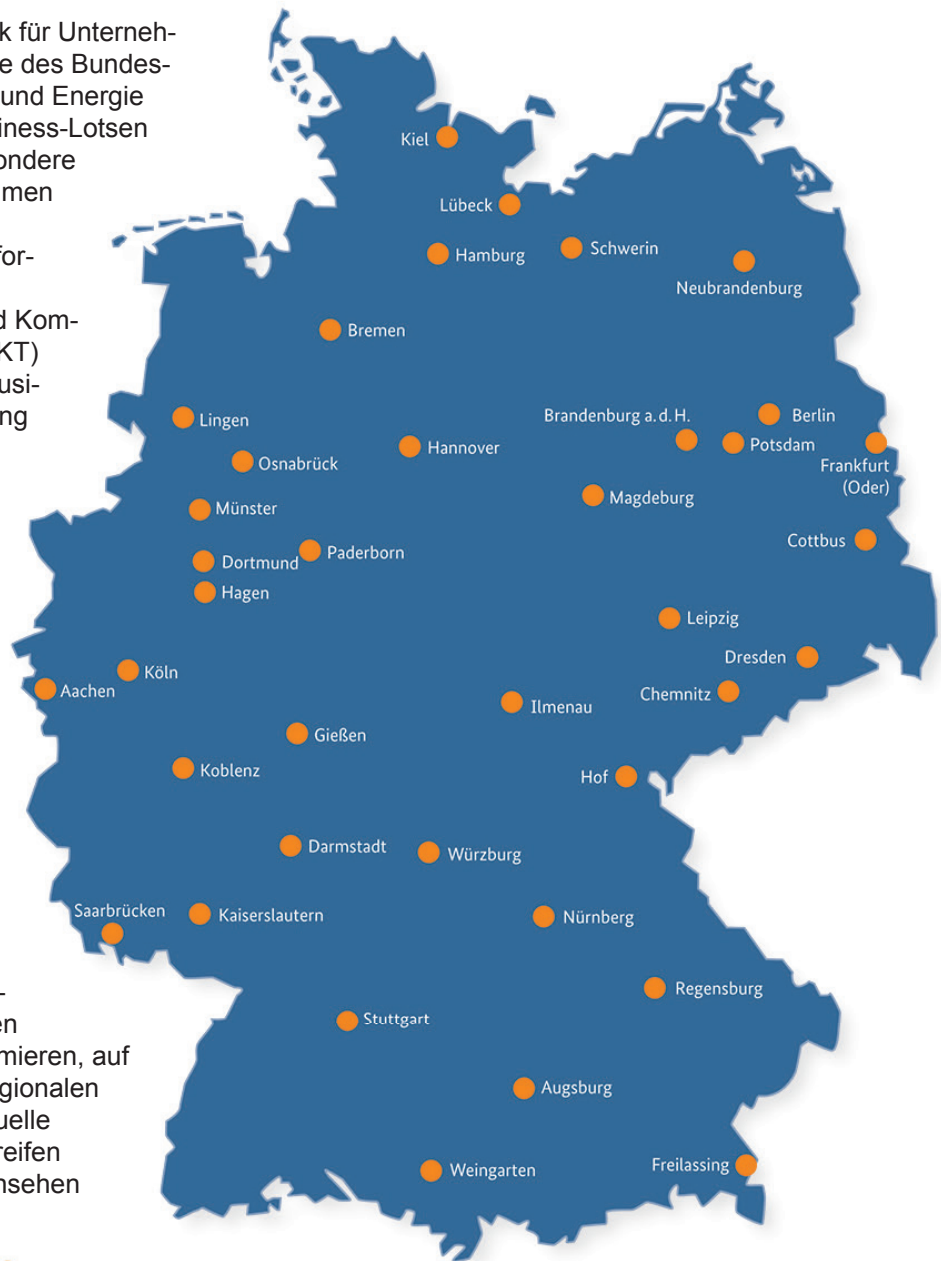 k für Unterneh-
e des Bundes-
und Energie
iness-Lotsen
ondere
men
for-
d Kom-
KT)
usi-
ng
Kiel
Lübeck
Hamburg
Schwerin
Neubrandenburg
Bremen
Lingen
Osnabrück
Hannover
Brandenburg a. d. H.
Berlin
Potsdam
Frankfurt
(Oder)
Münster
Magdeburg
Dortmund
Paderborn
Cottbus
Hagen
Leipzig
Köln
Dresden
Aachen
Chemnitz
Ilmenau
Gießen
Koblenz
Hof
Darmstadt
Würzburg
Saarbrücken
Kaiserslautern
Nürnberg
Regensburg
Stuttgart
Augsburg
Weingarten
Freilassing
-
en
mieren, auf
egionalen
uelle
reifen
nsehen